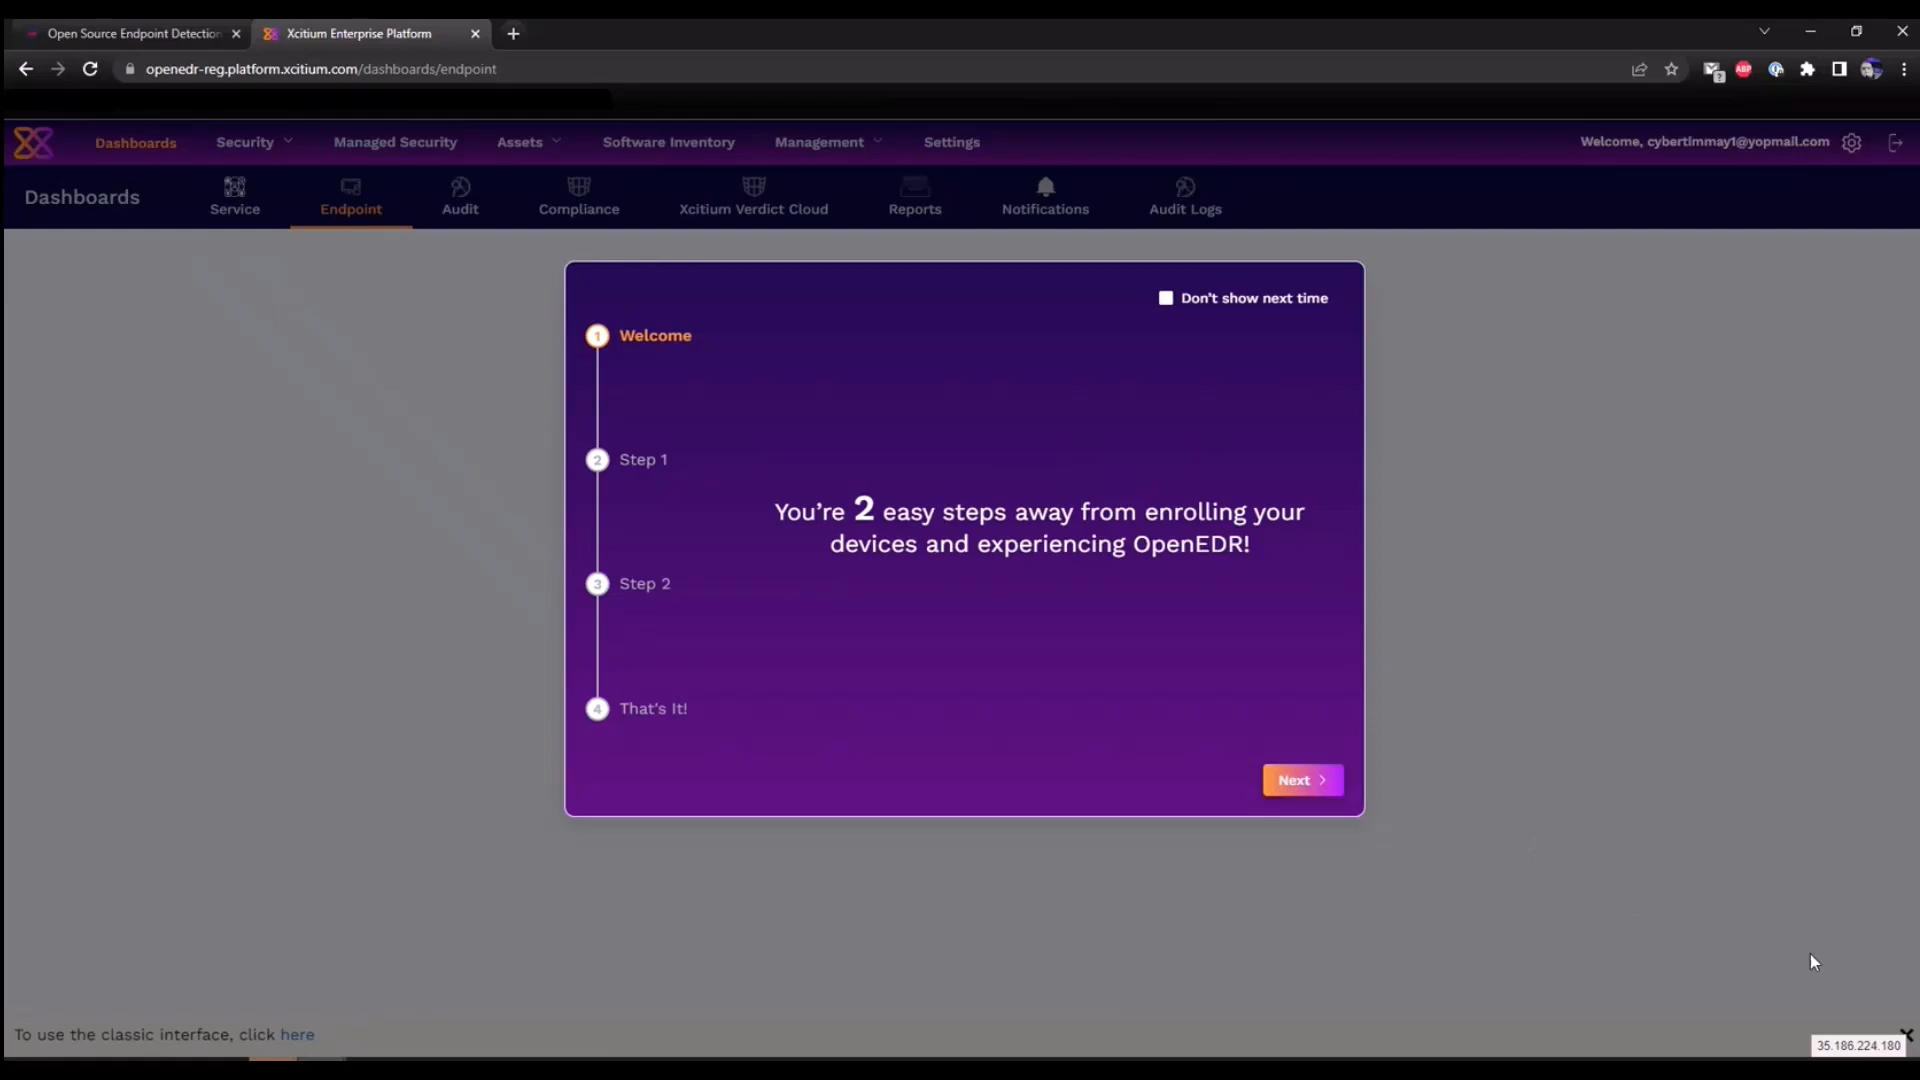 Open Source Endpoint Detection
Xcitium Enterprise Platform
openedr-reg.platform.xcitium.com/dashboards/endpoint
?
ABP
Dashboards
Security
Managed Security
Assets
Software Inventory
Management
Settings
Welcome, cybertimmay1@yopmail.com
Dashboards
Service
Endpoint
Audit
Compliance
Xcitium Verdict Cloud
Reports
Notifications
Audit Logs
Don't show next time
1 Welcome
2 Step 1
You're 2 easy steps away from enrolling your
devices and experiencing OpenEDR!
3 Step 2
4 That's It!
Next
To use the classic interface, click here
35.186.224.180